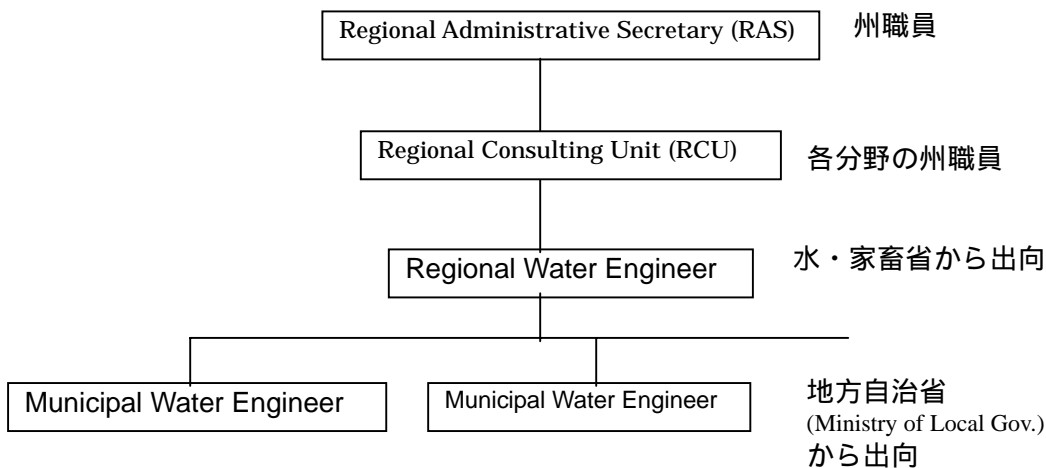 Regional Administrative Secretary (RAS) 州職員
Regional Consulting Unit (RCU) 各分野の州職員
Regional Water Engineer 水・家畜省から出向
Municipal Water Engineer Municipal Water Engineer 地方自治省
(Ministry of Local Gov.)
から出向